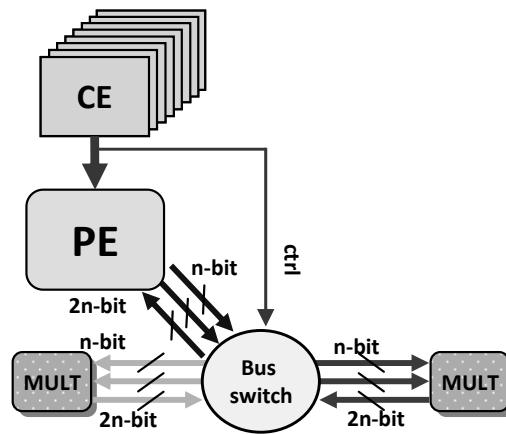 CE
PE
n-bit
ctrl
2n-bit
n-bit
n-bit
MULT
Bus
switch
MULT
2n-bit
2n-bit